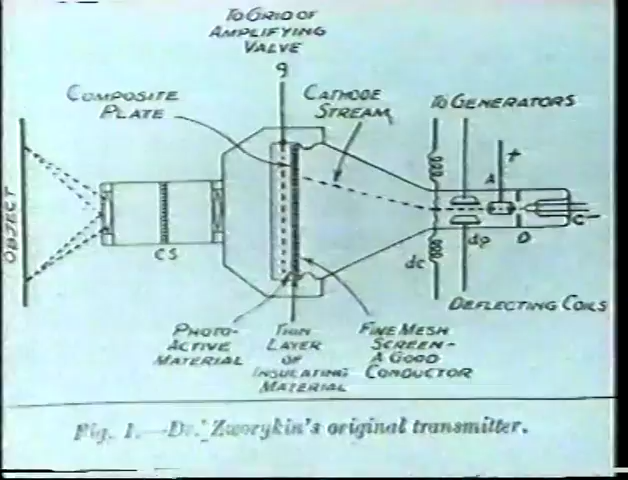 TO GRID OF
AMPLIFYING
VALVE
g
COMPOSITE
PLATE
CATHODE
STREAM
TO GENERATORS
A
+
OBJECT
CS
D
C-
dc
dp
DEFLECTING COILS
PHOTO-
ACTIVE
MATERIAL
THIN
LAYER
OF
INSULATING
MATERIAL
FINE MESH
SCREEN-
A GOOD
CONDUCTOR
Fig. 1.—Dr. Zworykin's original transmitter.